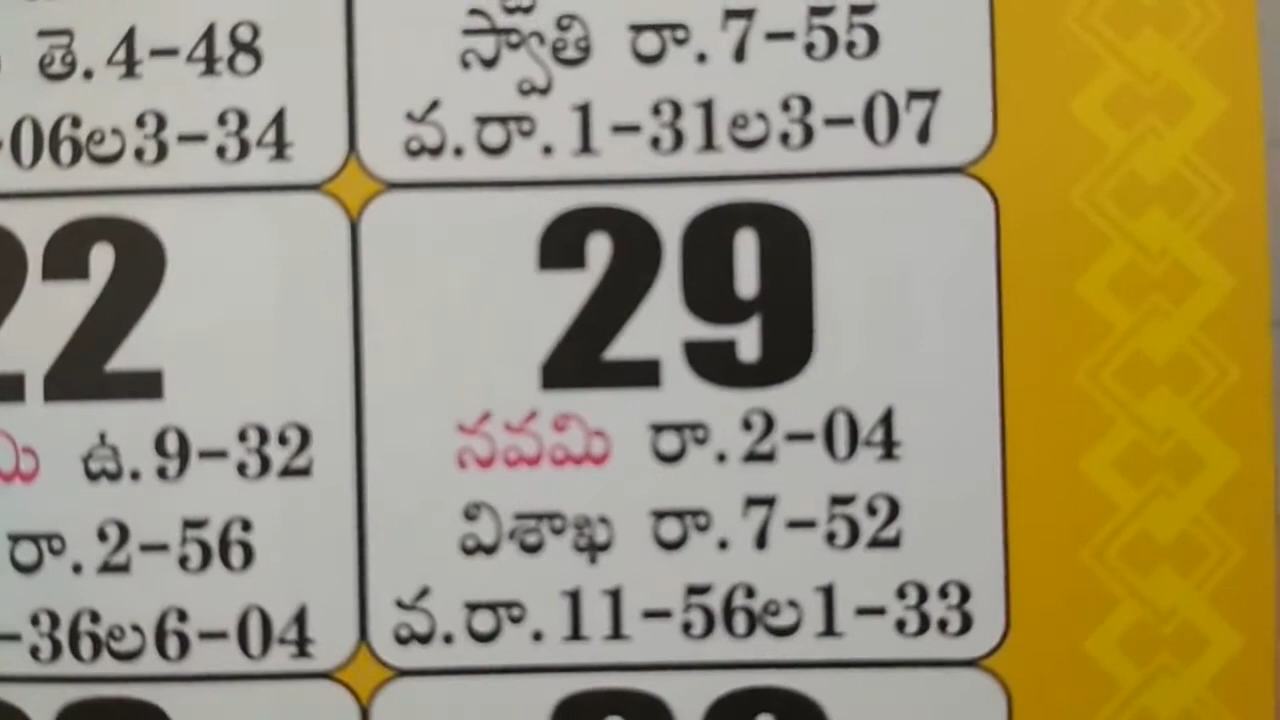 తె.4-48
06ల3-34
స్వాతి రా.7-55
వ.రా.1-31ల3-07
22
ఉ.9-32
రా.2-56
-36ల6-04
29
నవమి రా.2-04
విశాఖ రా.7-52
వ.రా.11-56ల1-33